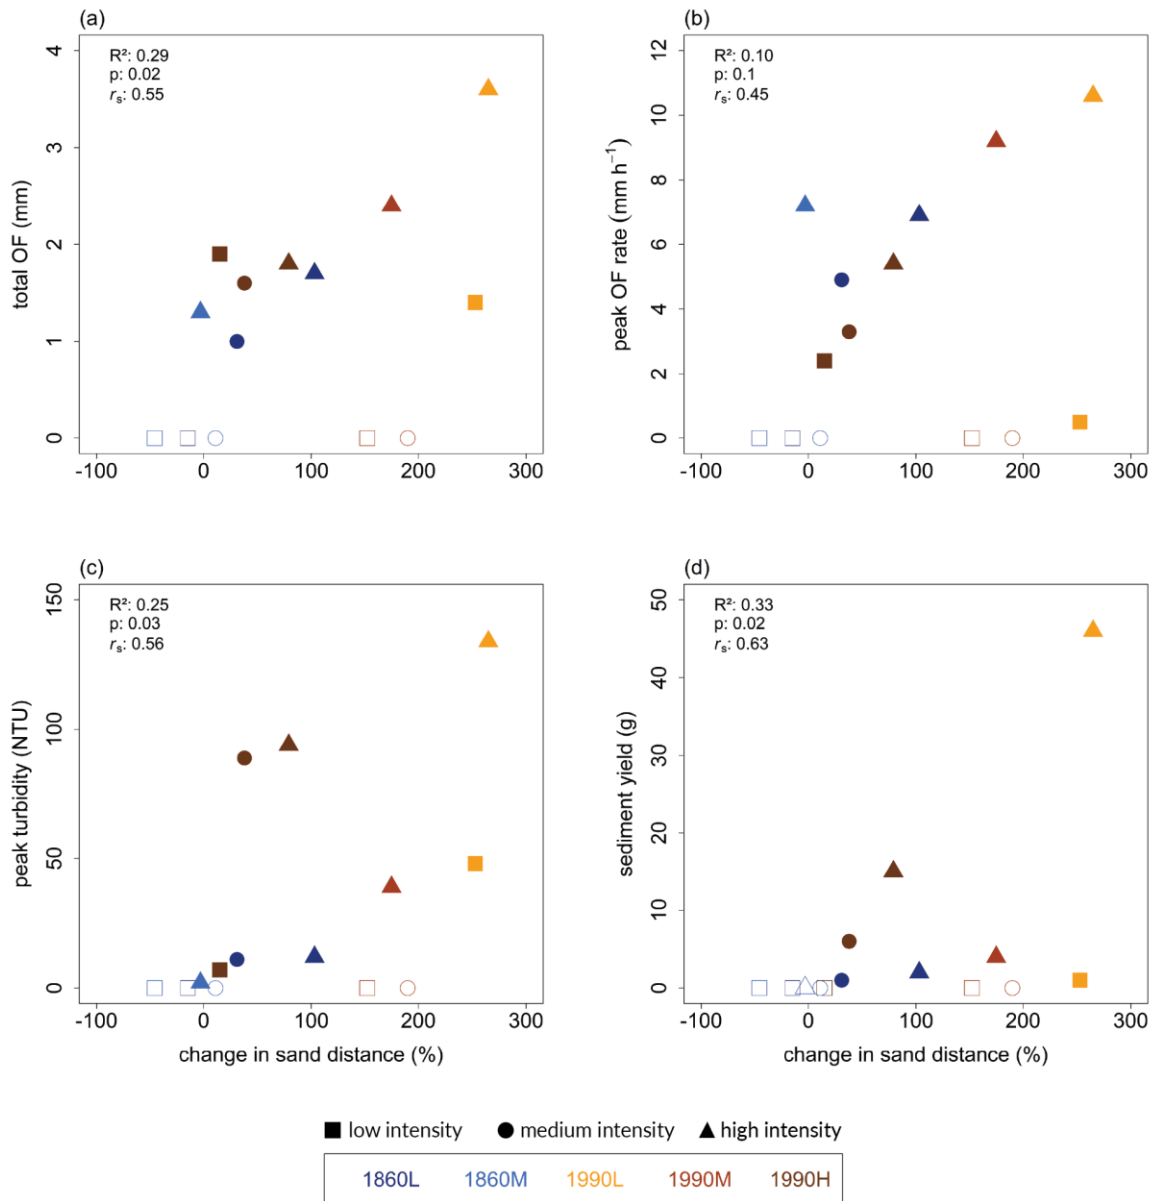 (a)
R²: 0.29
p: 0.02
rs: 0.55
total OF (mm)
4
3
2
1
0
-100 0 100 200 300
(b)
R²: 0.10
p: 0.1
rs: 0.45
peak OF rate (mm h⁻¹)
12
10
8
6
4
2
0
-100 0 100 200 300
(c)
R²: 0.25
p: 0.03
rs: 0.56
peak turbidity (NTU)
150
100
50
0
-100 0 100 200 300
change in sand distance (%)
(d)
R²: 0.33
p: 0.02
rs: 0.63
sediment yield (g)
50
40
30
20
10
0
-100 0 100 200 300
change in sand distance (%)
low intensity medium intensity high intensity
1860L 1860M 1990L 1990M 1990H